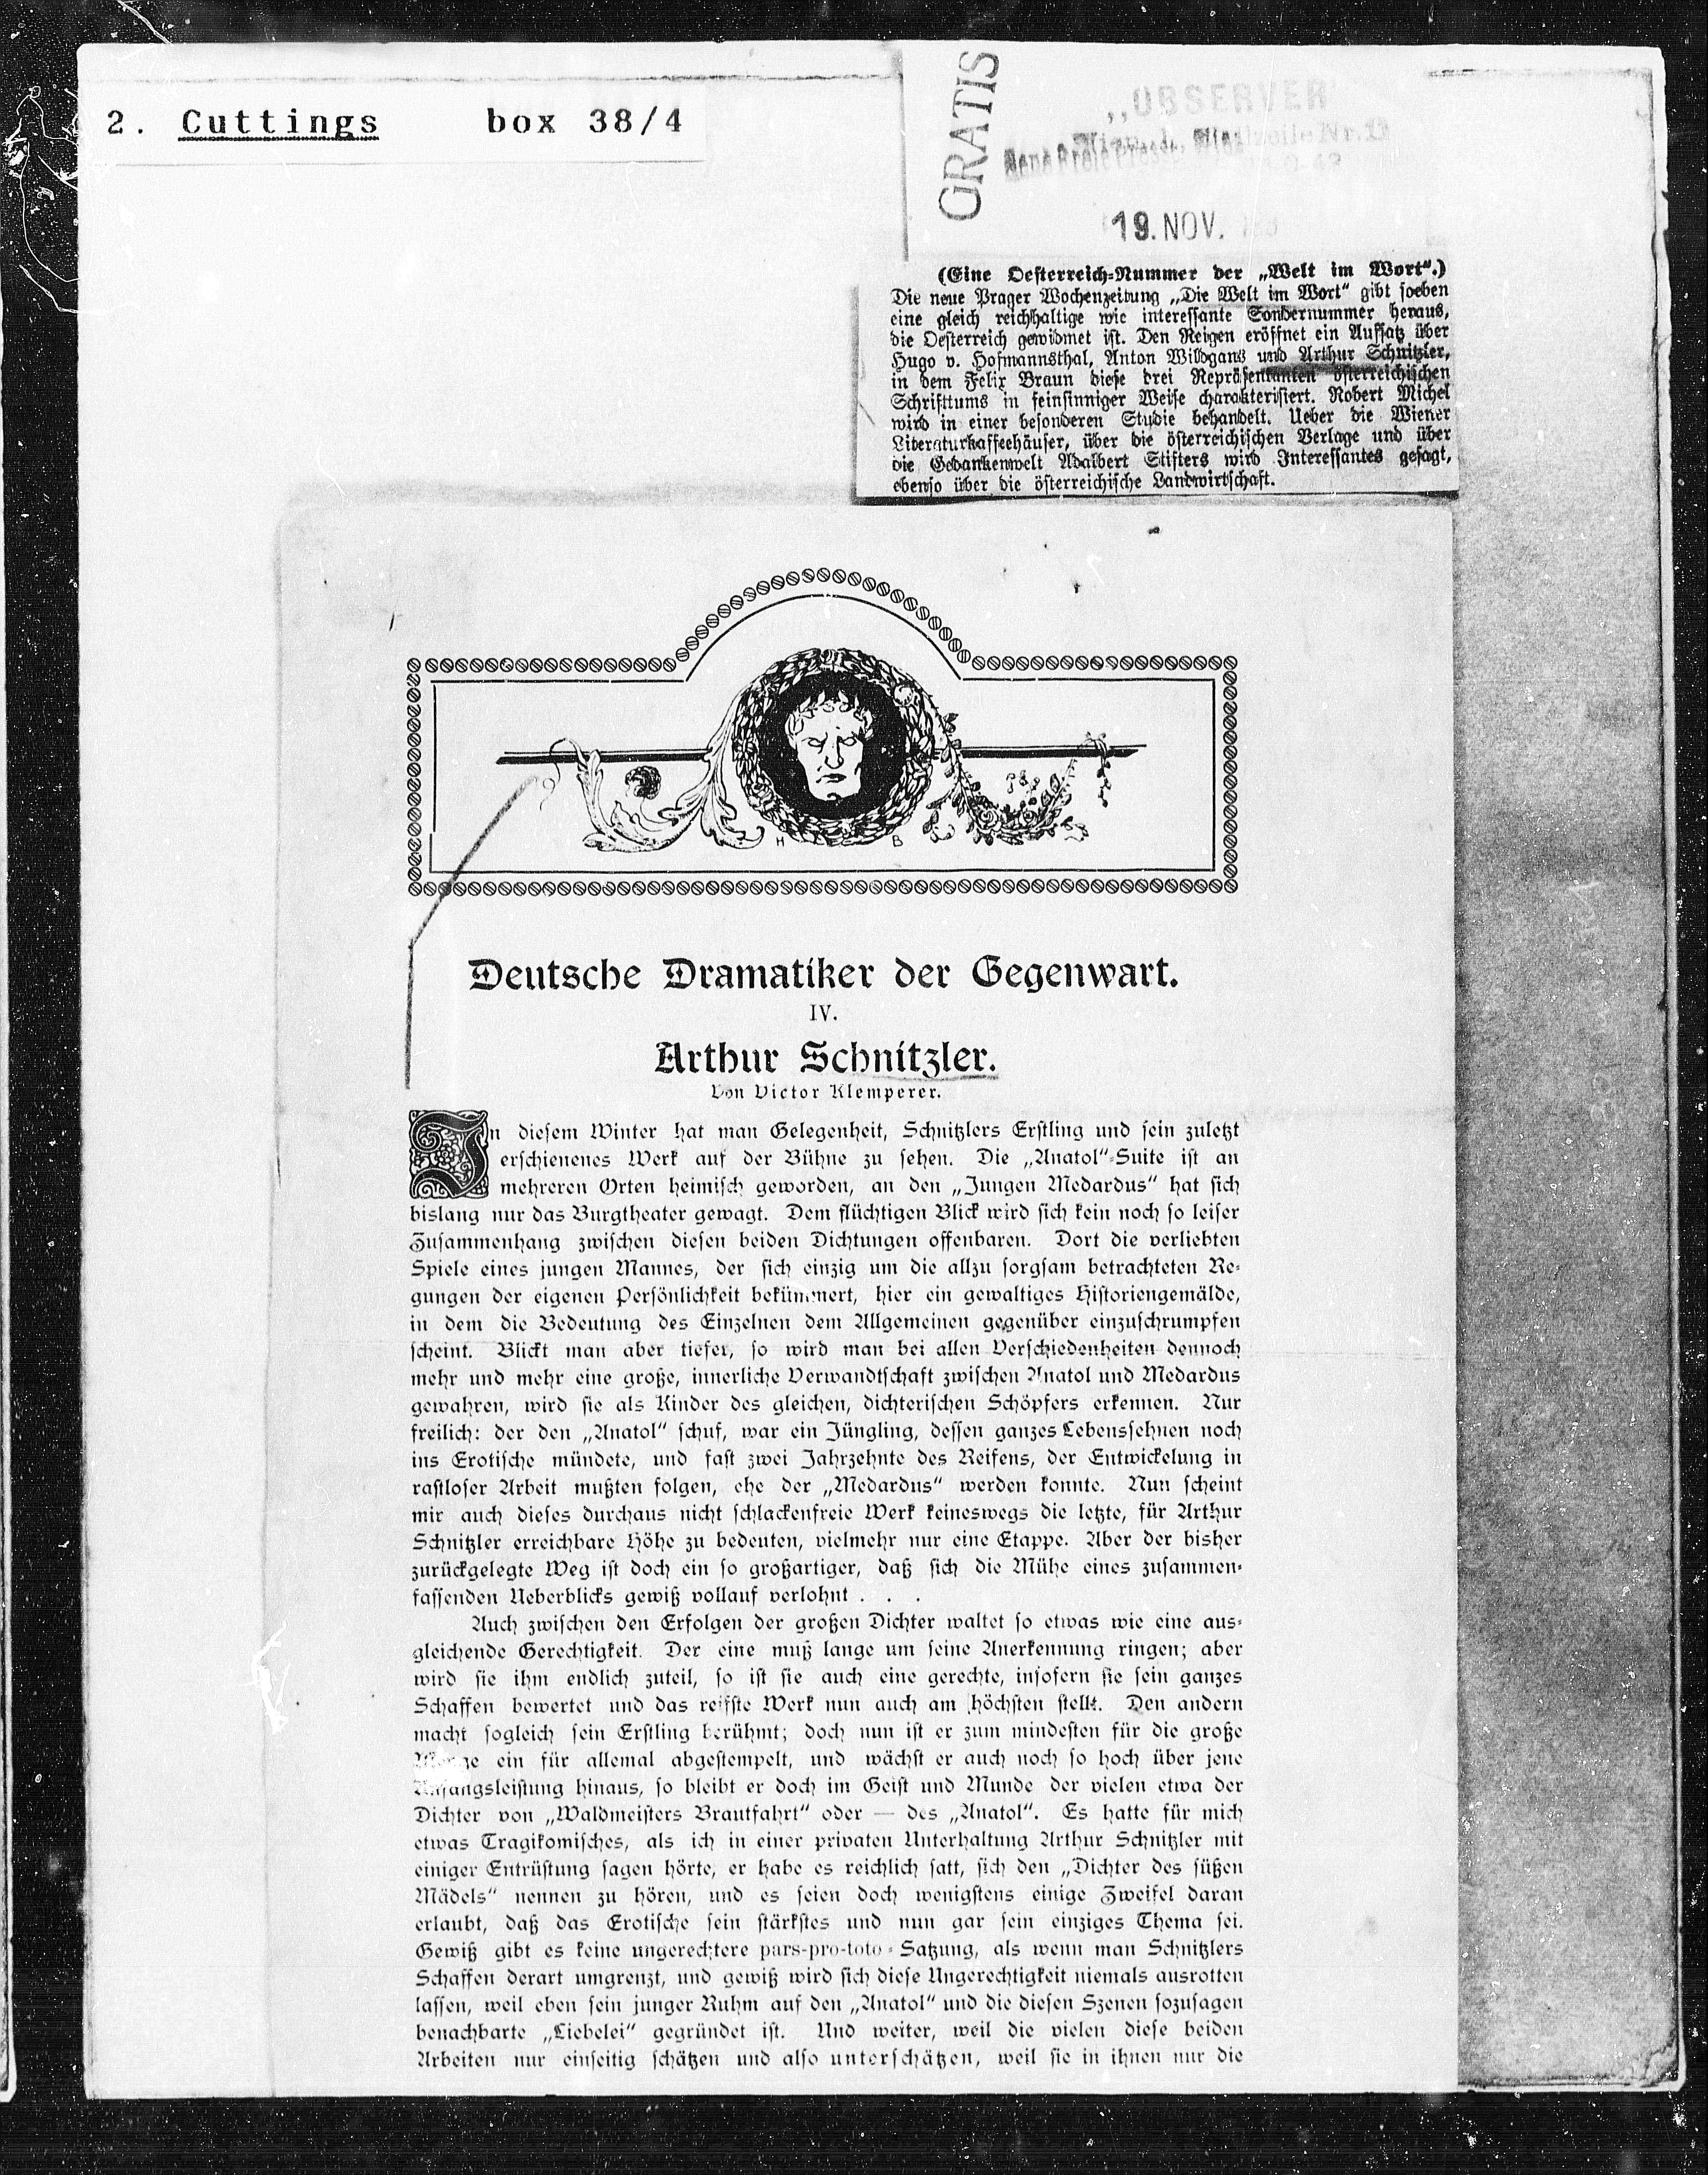 2. Cuttings box 38/4
GRATIS
„OBSERVER
19. NOV.
(Eine Oesterreich-Nummer der „Welt im Wort“.)
Die neue Prager Wochenzeitung „Die Welt im Wort“ gibt soeben
eine gleich reichhaltige wie interessante Sondernummer heraus,
die Oesterreich gewidmet ist. Den Reigen eröffnet ein Aufsatz über
Hugo v. Hofmannsthal, Anton Wildgans und Arthur Schnitzler,
in dem Felix Braun diese drei Repräsentanten österreichischen
Schrifttums in feinsinniger Weise charakterisiert. Robert Michel
wird in einer besonderen Studie behandelt. Ueber die Wiener
Literaturkaffeehäuser, über die österreichischen Verlage und über
die Gedankenwelt Adalbert Stifters wird Interessantes gesagt,
ebenso über die österreichische Landwirtschaft.
H B
Deutsche Dramatiker der Gegenwart.
IV.
Arthur Schnitzler.
Von Victor Klemperer.
In diesem Winter hat man Gelegenheit, Schnitzlers Erstling und sein zuletzt
erschienenes Werk auf der Bühne zu sehen. Die „Anatol“-Suite ist an
mehreren Orten heimisch geworden, an den „Jungen Medardus“ hat sich
bislang nur das Burgtheater gewagt. Dem flüchtigen Blick wird sich kein noch so leiser
Zusammenhang zwischen diesen beiden Dichtungen offenbaren. Dort die verliebten
Spiele eines jungen Mannes, der sich einzig um die allzu sorgsam betrachteten Re-
gungen der eigenen Persönlichkeit bekümmert, hier ein gewaltiges Historiengemälde,
in dem die Bedeutung des Einzelnen dem Allgemeinen gegenüber einzuschrumpfen
scheint. Blickt man aber tiefer, so wird man bei allen Verschiedenheiten dennoch
mehr und mehr eine große, innerliche Verwandtschaft zwischen Anatol und Medardus
gewahren, wird sie als Kinder des gleichen, dichterischen Schöpfers erkennen. Nur
freilich: der den „Anatol“ schuf, war ein Jüngling, dessen ganzes Lebenssehnen noch
ins Erotische mündete, und fast zwei Jahrzehnte des Reifens, der Entwickelung in
rastloser Arbeit mußten folgen, ehe der „Medardus“ werden konnte. Nun scheint
mir auch dieses durchaus nicht schlackenfreie Werk keineswegs die letzte, für Arthur
Schnitzler erreichbare Höhe zu bedeuten, vielmehr nur eine Etappe. Aber der bisher
zurückgelegte Weg ist doch ein so großartiger, daß sich die Mühe eines zusammen-
fassenden Ueberblicks gewiß vollauf verlohnt . . .
Auch zwischen den Erfolgen der großen Dichter waltet so etwas wie eine aus-
gleichende Gerechtigkeit. Der eine muß lange um seine Anerkennung ringen; aber
wird sie ihm endlich zuteil, so ist sie auch eine gerechte, insofern sie sein ganzes
Schaffen bewertet und das reifste Werk nun auch am höchsten stellt. Den andern
macht sogleich sein Erstling berühmt; doch nun ist er zum mindesten für die große
Menge ein für allemal abgestempelt, und wächst er auch noch so hoch über jene
Anfangsleistung hinaus, so bleibt er doch im Geist und Munde der vielen etwa der
Dichter von „Waldmeisters Brautfahrt“ oder — des „Anatol“. Es hatte für mich
etwas Tragikomisches, als ich in einer privaten Unterhaltung Arthur Schnitzler mit
einiger Entrüstung sagen hörte, er habe es reichlich satt, sich den „Dichter des süßen
Mädels“ nennen zu hören, und es seien doch wenigstens einige Zweifel daran
erlaubt, daß das Erotische sein stärkstes und nun gar sein einziges Thema sei.
Gewiß gibt es keine ungerechtere pars-pro-toto-Satzung, als wenn man Schnitzlers
Schaffen derart umgrenzt, und gewiß wird sich diese Ungerechtigkeit niemals ausrotten
lassen, weil eben sein junger Ruhm auf den „Anatol“ und die diesen Szenen sozusagen
benachbarte „Liebelei“ gegründet ist. Und weiter, weil die vielen diese beiden
Arbeiten nur einseitig schätzen und also unterschätzen, weil sie in ihnen nur die